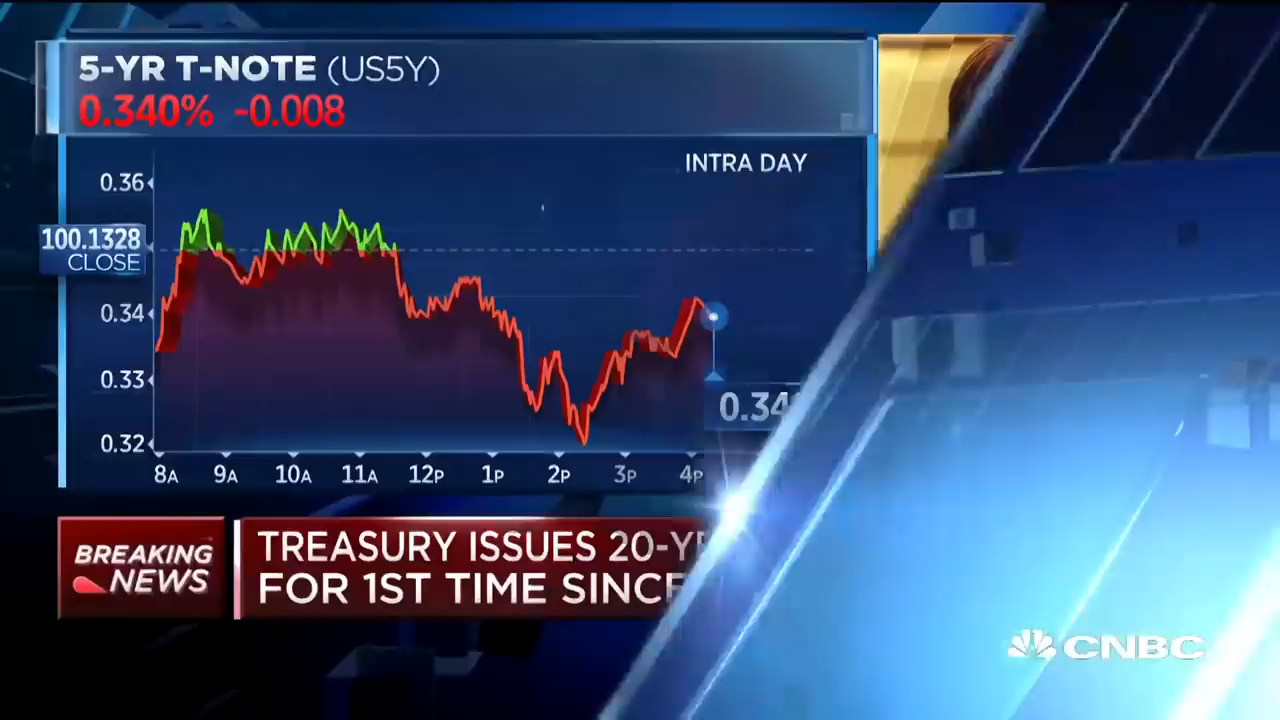 5-YR T-NOTE (US5Y)
0.340% -0.008
INTRA DAY
0.36
100.1328
CLOSE
0.34
0.33
0.32
8A 9A 10A 11A 12P 1P 2P 3P 4P
BREAKING
NEWS
TREASURY ISSUES
FOR 1ST TIME
CNBC